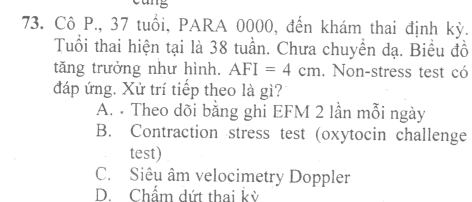 73. Cô P., 37 tuổi, PARA 0000, đến khám thai định kỳ.
Tuổi thai hiện tại là 38 tuần. Chưa chuyển dạ. Biểu đồ
tăng trưởng như hình. AFI = 4 cm. Non-stress test có
đáp ứng. Xử trí tiếp theo là gì?
A. Theo dõi bằng ghi EFM 2 lần mỗi ngày
B. Contraction stress test (oxytocin challenge
test)
C. Siêu âm velocimetry Doppler
D. Chấm dứt thai kỳ